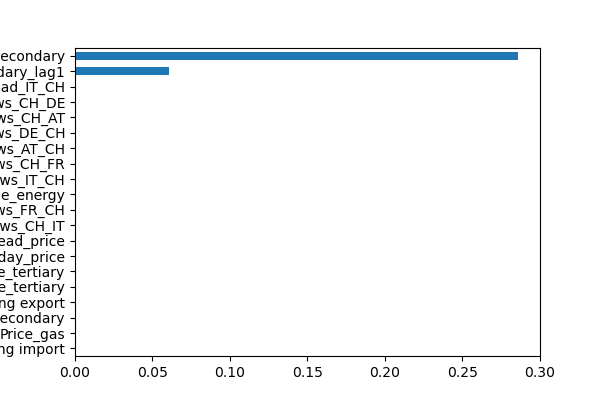 econdary
dary_lag1
ad_IT_CH
ws_CH_DE
ws_CH_AT
ws_DE_CH
ws_AT_CH
ws_CH_FR
ws_IT_CH
e_energy
ws_FR_CH
ws_CH_IT
ead_price
day_price
e_tertiary
e_tertiary
ng export
econdary
Price_gas
ng import
0.00 0.05 0.10 0.15 0.20 0.25 0.30